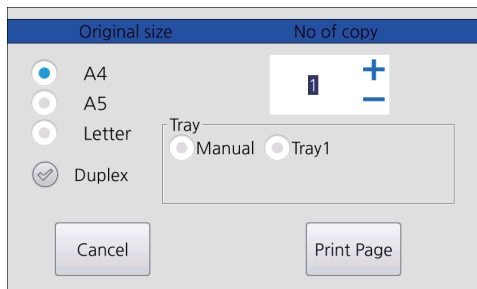 Original size
No of copy
A4
1
A5
Letter
Tray
Manual
Tray1
Duplex
Cancel
Print Page